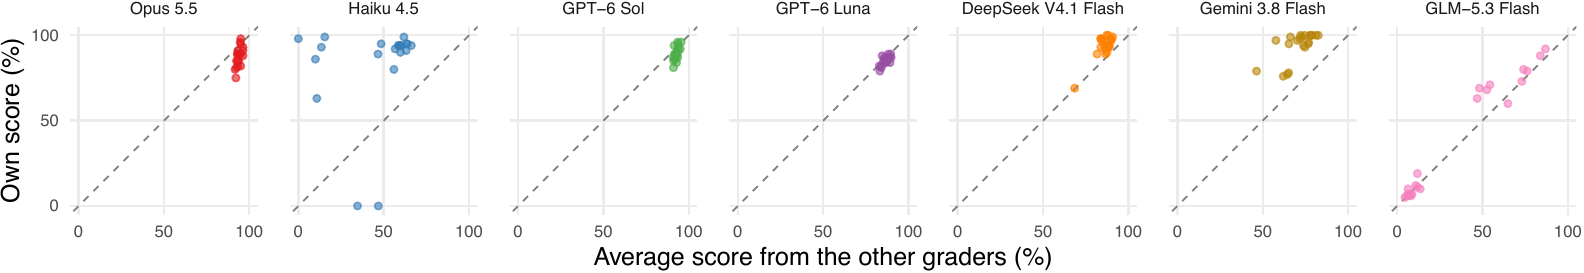 Opus 5.5 Haiku 4.5 GPT−6 Sol GPT−6 Luna DeepSeek V4.1 Flash Gemini 3.8 Flash GLM−5.3 Flash
Own score (%)
100
50
0
0 50 100 0 50 100 0 50 100 0 50 100 0 50 100 0 50 100 0 50 100
Average score from the other graders (%)